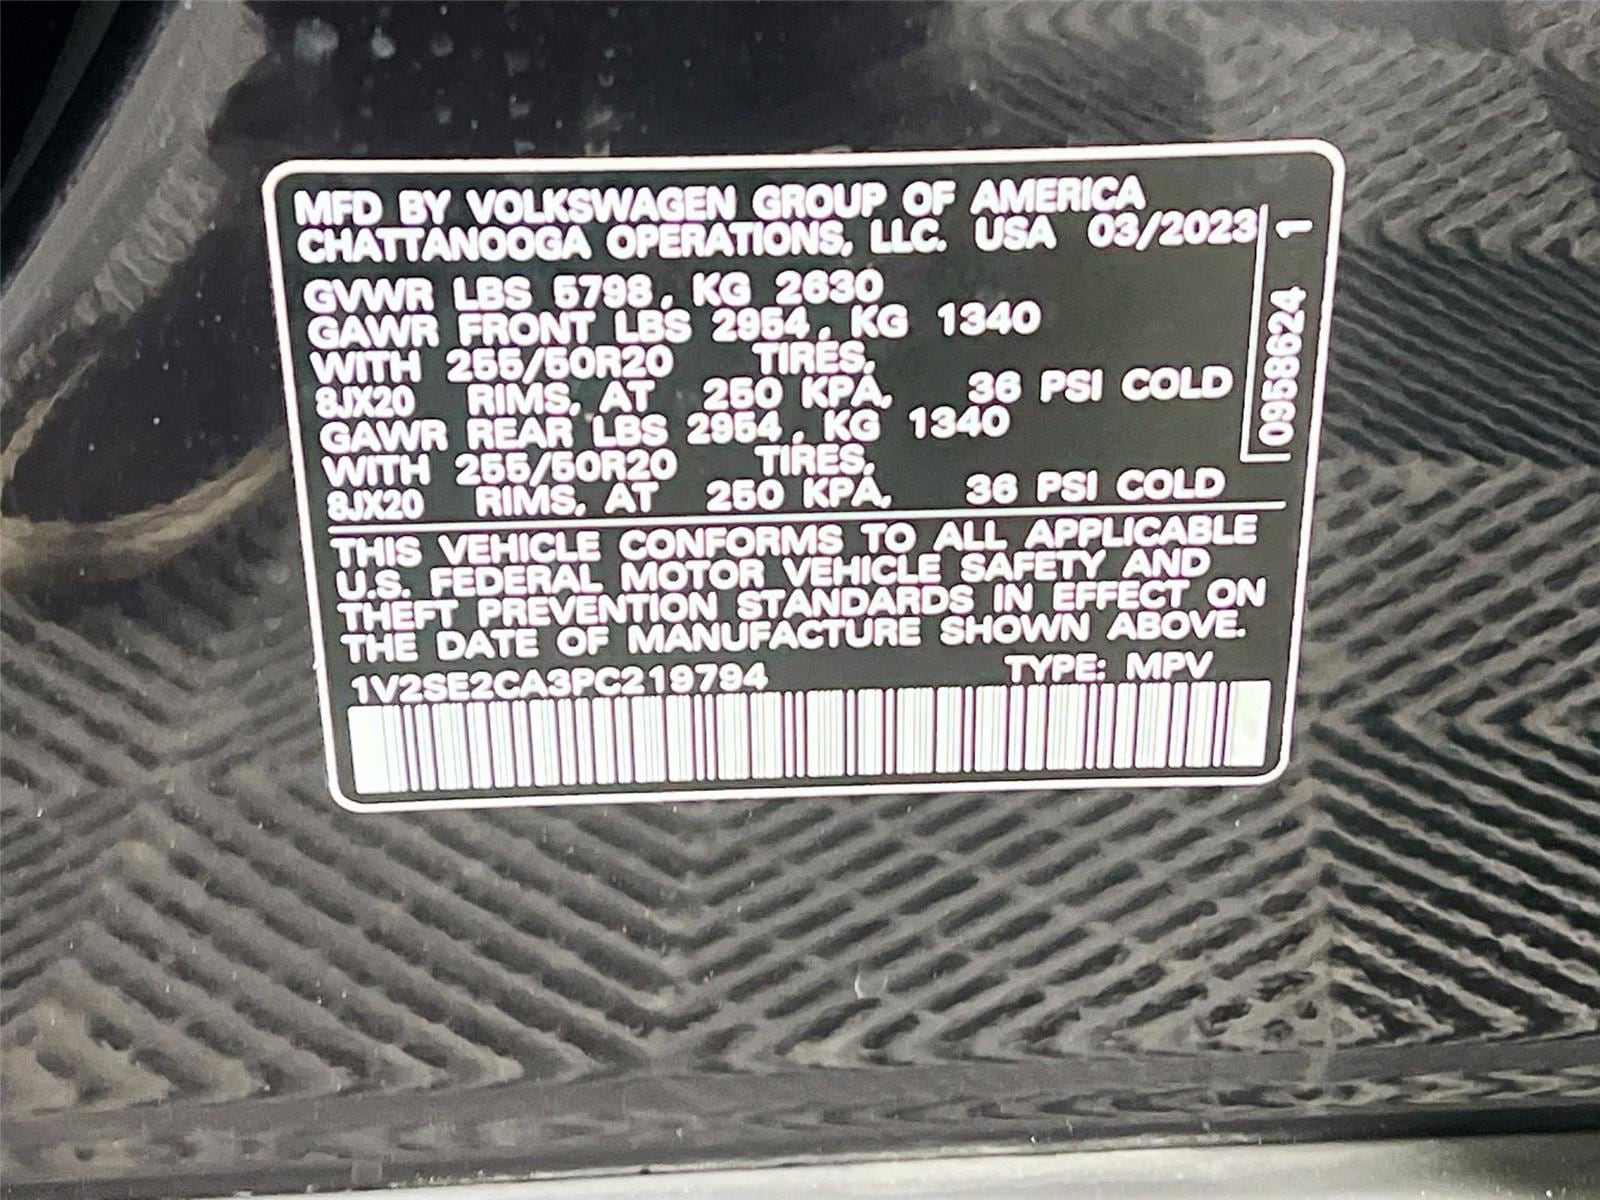 MFD BY VOLKSWAGEN GROUP OF AMERICA
CHATTANOOGA OPERATIONS, LLC. USA 03/2023
GVWR LBS 5798, KG 2630
GAWR FRONT LBS 2954, KG 1340
WITH 255/50R20 TIRES,
8JX20 RIMS, AT 250 KPA, 36 PSI COLD
GAWR REAR LBS 2954, KG 1340
WITH 255/50R20 TIRES,
8JX20 RIMS, AT 250 KPA, 36 PSI COLD
THIS VEHICLE CONFORMS TO ALL APPLICABLE
U.S. FEDERAL MOTOR VEHICLE SAFETY AND
THEFT PREVENTION STANDARDS IN EFFECT ON
THE DATE OF MANUFACTURE SHOWN ABOVE.
1V2SE2CA3PC219794 TYPE: MPV
0958624 1